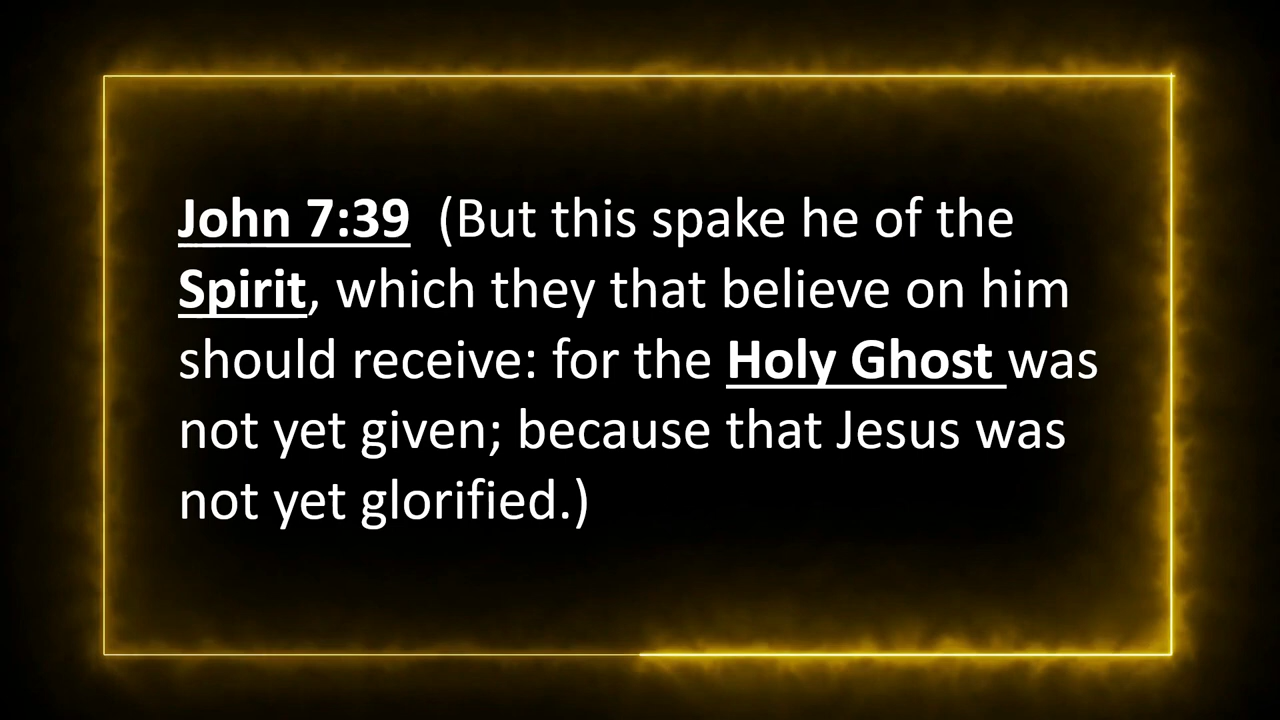 John 7:39  (But this spake he of the
Spirit, which they that believe on him
should receive: for the Holy Ghost was
not yet given; because that Jesus was
not yet glorified.)